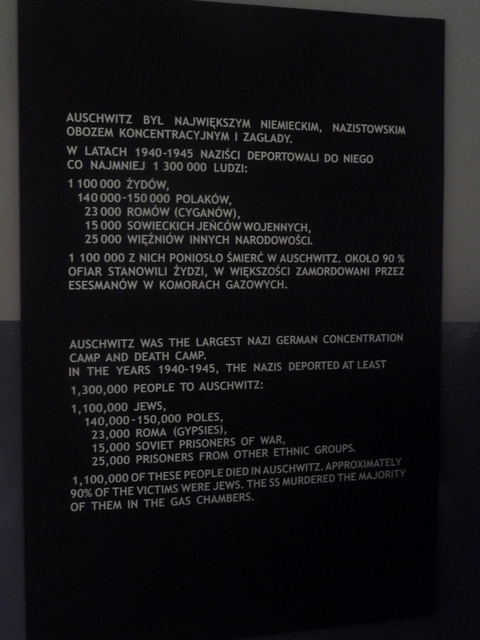 AUSCHWITZ BYŁ NAJWIĘKSZYM NIEMIECKIM, NAZISTOWSKIM
OBOZEM KONCENTRACYJNYM I ZAGŁADY.
W LATACH 1940-1945 NAZIŚCI DEPORTOWALI DO NIEGO
CO NAJMNIEJ 1 300 000 LUDZI:
1 100 000 ŻYDÓW,
140 000-150 000 POLAKÓW,
23 000 ROMÓW (CYGANÓW),
15 000 SOWIECKICH JEŃCÓW WOJENNYCH,
25 000 WIĘŹNIÓW INNYCH NARODOWOŚCI.
1 100 000 Z NICH PONIOSŁO ŚMIERĆ W AUSCHWITZ. OKOŁO 90 %
OFIAR STANOWILI ŻYDZI, W WIĘKSZOŚCI ZAMORDOWANI PRZEZ
ESESMANÓW W KOMORACH GAZOWYCH.
AUSCHWITZ WAS THE LARGEST NAZI GERMAN CONCENTRATION
CAMP AND DEATH CAMP.
IN THE YEARS 1940-1945, THE NAZIS DEPORTED AT LEAST
1,300,000 PEOPLE TO AUSCHWITZ:
1,100,000 JEWS,
140,000-150,000 POLES,
23,000 ROMA (GYPSIES),
15,000 SOVIET PRISONERS OF WAR,
25,000 PRISONERS FROM OTHER ETHNIC GROUPS.
1,100,000 OF THESE PEOPLE DIED IN AUSCHWITZ. APPROXIMATELY
90% OF THE VICTIMS WERE JEWS. THE SS MURDERED THE MAJORITY
OF THEM IN THE GAS CHAMBERS.